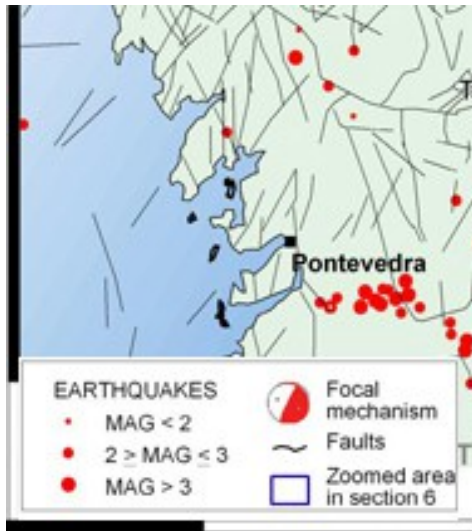 T
Pontevedra
EARTHQUAKES
MAG < 2
2 ≥ MAG ≤ 3
MAG > 3
Focal
mechanism
Faults
Zoomed area
in section 6
T